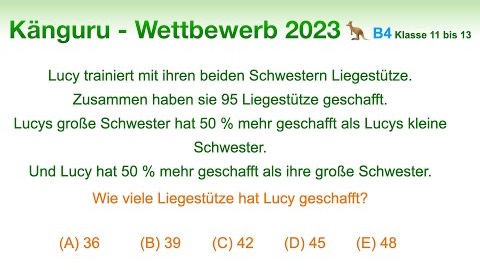 Känguru - Wettbewerb 2023 🦘 B4 Klasse 11 bis 13
Lucy trainiert mit ihren beiden Schwestern Liegestütze.
Zusammen haben sie 95 Liegestütze geschafft.
Lucys große Schwester hat 50 % mehr geschafft als Lucys kleine
Schwester.
Und Lucy hat 50 % mehr geschafft als ihre große Schwester.
Wie viele Liegestütze hat Lucy geschafft?
(A) 36 (B) 39 (C) 42 (D) 45 (E) 48